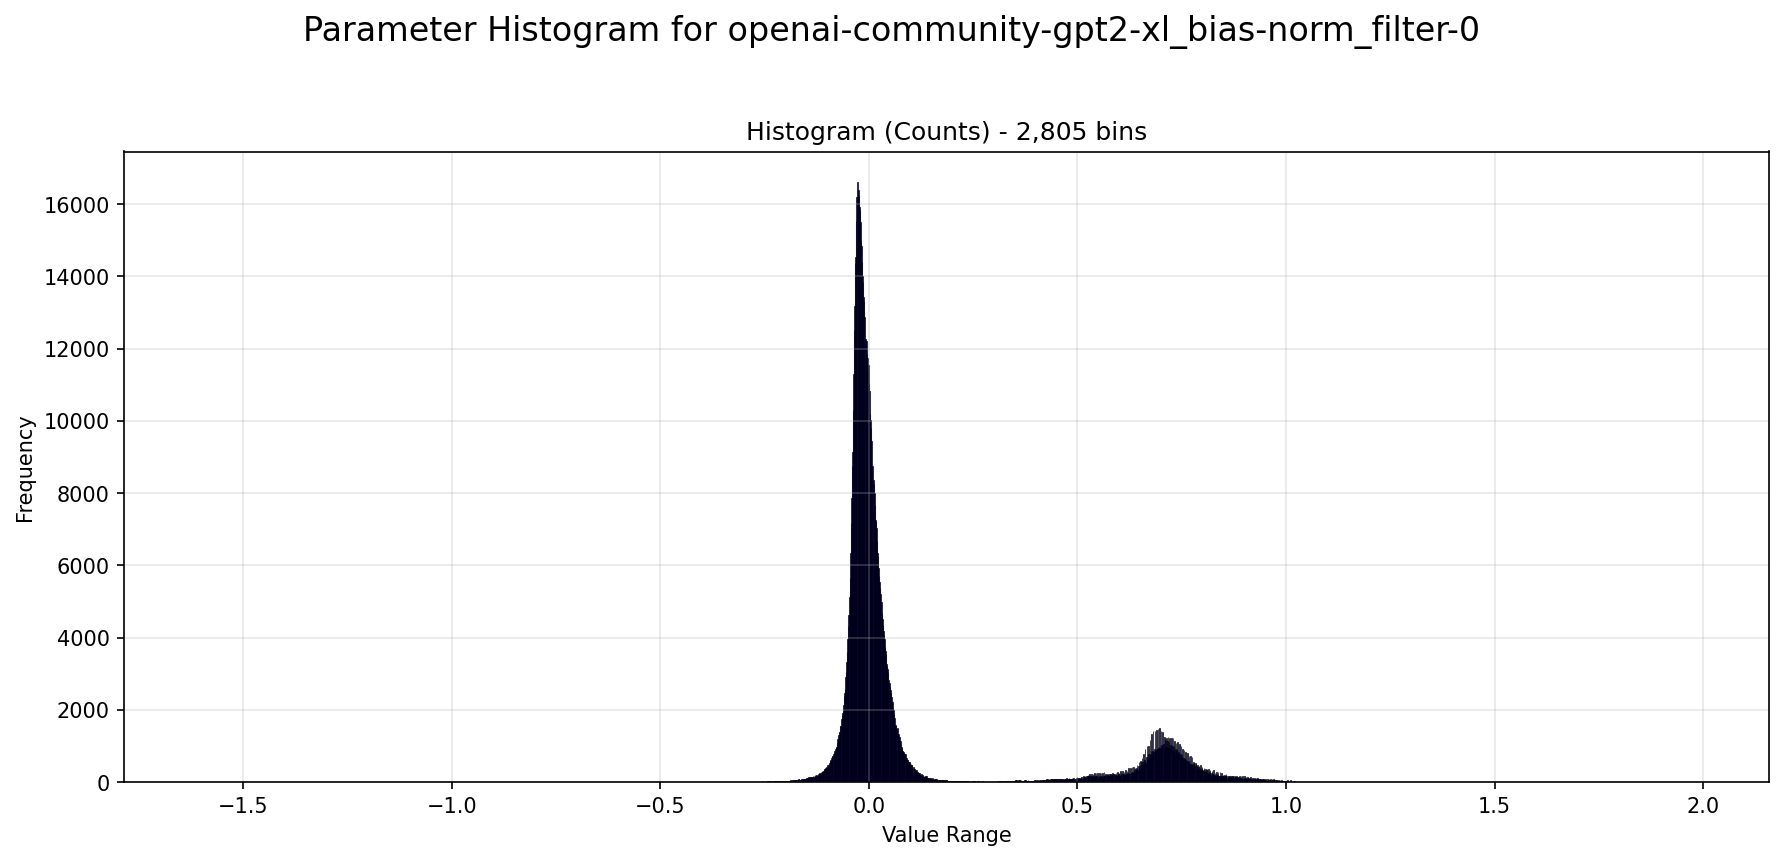 Parameter Histogram for openai-community-gpt2-xl_bias-norm_filter-0
Histogram (Counts) - 2,805 bins
16000
14000
12000
10000
8000
6000
4000
2000
0
Frequency
−1.5 −1.0 −0.5 0.0 0.5 1.0 1.5 2.0
Value Range